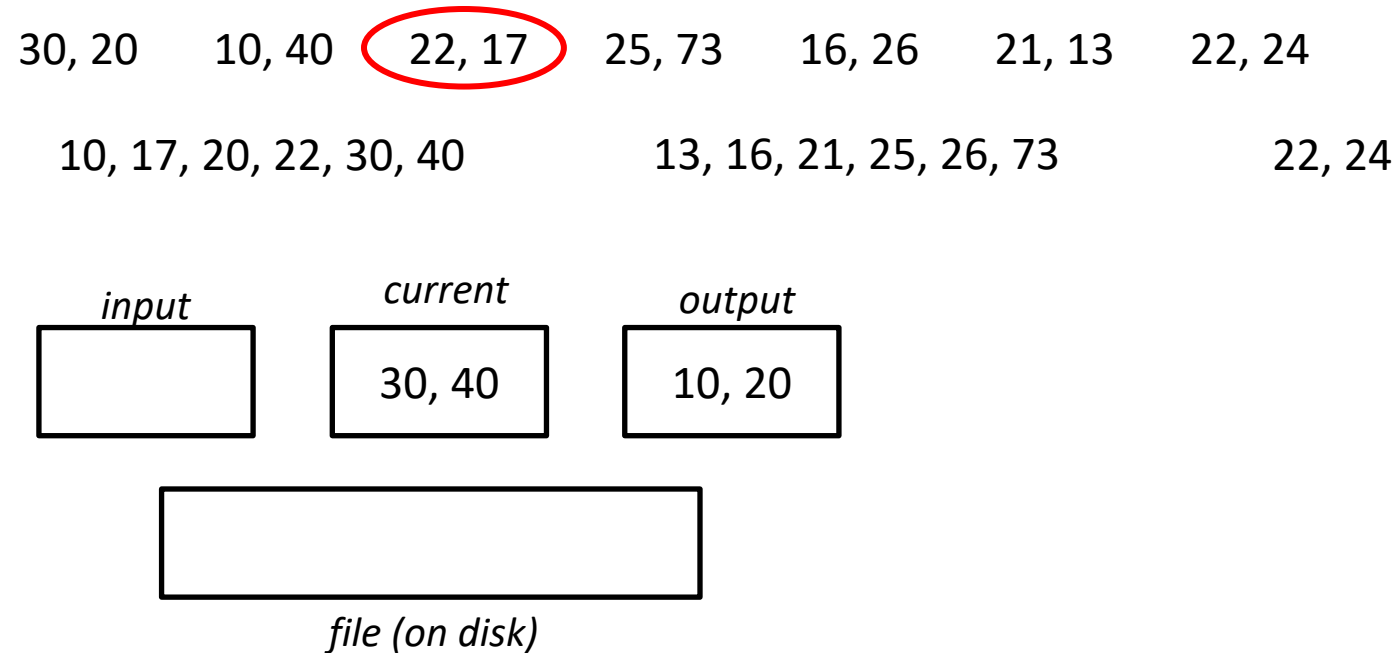 30, 20 10, 40 22, 17 25, 73 16, 26 21, 13 22, 24
10, 17, 20, 22, 30, 40 13, 16, 21, 25, 26, 73 22, 24
input current output
30, 40 10, 20
file (on disk)